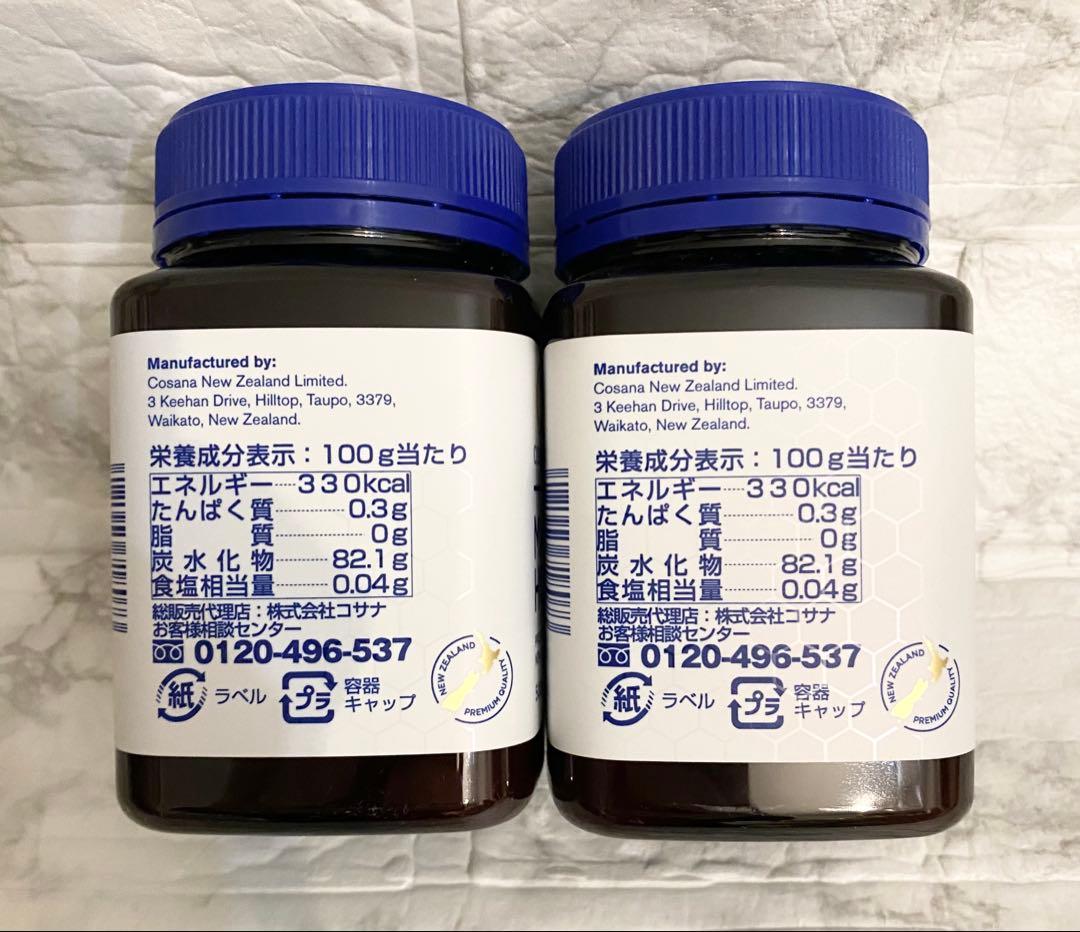 Manufactured by:
Cosana New Zealand Limited.
3 Keehan Drive, Hilltop, Taupo, 3379,
Waikato, New Zealand.
栄養成分表示：100g当たり
エネルギー 330kcal
たんぱく質 0.3g
脂質 0g
炭水化物 82.1g
食塩相当量 0.04g
総販売代理店：株式会社コサナ
お客様相談センター
0120-496-537
紙 ラベル プラ 容器
キャップ
NEW ZEALAND
PREMIUM QUALITY
Manufactured by:
Cosana New Zealand Limited.
3 Keehan Drive, Hilltop, Taupo, 3379,
Waikato, New Zealand.
栄養成分表示：100g当たり
エネルギー 330kcal
たんぱく質 0.3g
脂質 0g
炭水化物 82.1g
食塩相当量 0.04g
総販売代理店：株式会社コサナ
お客様相談センター
0120-496-537
紙 ラベル プラ 容器
キャップ
NEW ZEALAND
PREMIUM QUALITY